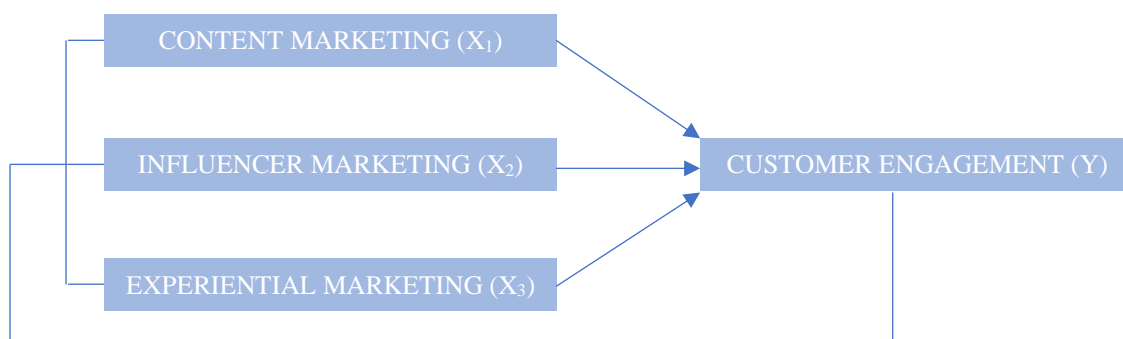 CONTENT MARKETING (X₁)
INFLUENCER MARKETING (X₂)
CUSTOMER ENGAGEMENT (Y)
EXPERIENTIAL MARKETING (X₃)